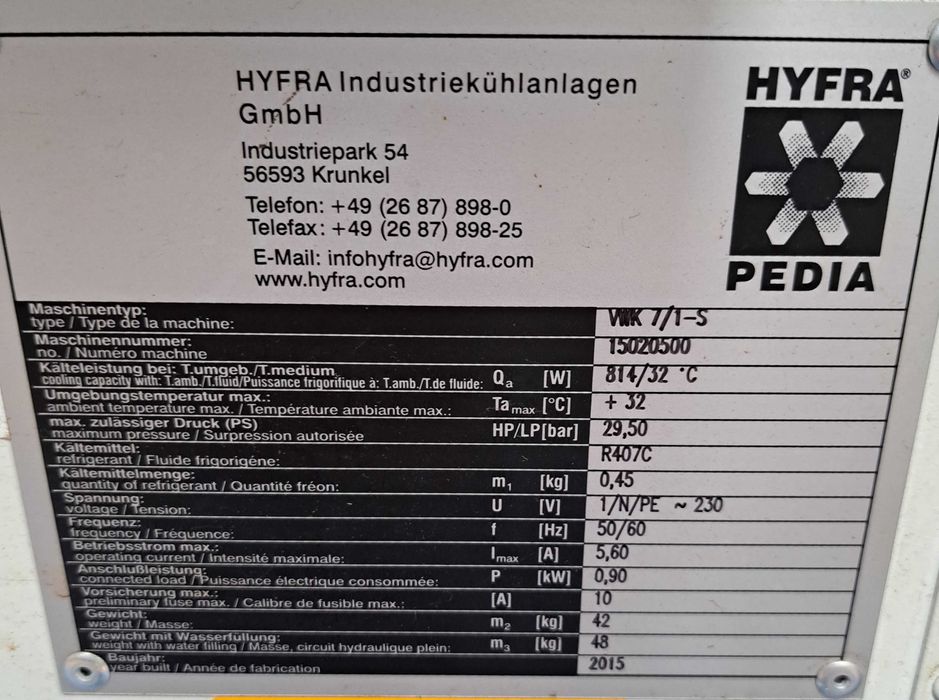 HYFRA Industriekühlanlagen
GmbH
Industriepark 54
56593 Krunkel
Telefon: +49 (26 87) 898-0
Telefax: +49 (26 87) 898-25
E-Mail: infohyfra@hyfra.com
www.hyfra.com
HYFRA®
PEDIA
Maschinentyp:
type / Type de la machine: VWK 7/1-S
Maschinennummer:
no. / Numéro machine 15020500
Kälteleistung bei: T.umgeb./T.medium
cooling capacity with: T.amb./T.fluid/Puissance frigorifique à: T.amb./T.de fluide: Qa [W] 814/32 °C
Umgebungstemperatur max.:
ambient temperature max. / Température ambiante max.: Ta max [°C] + 32
max. zulässiger Druck (PS)
maximum pressure / Surpression autorisée HP/LP[bar] 29,50
Kältemittel:
refrigerant / Fluide frigorigéne: R407C
Kältemittelmenge:
quantity of refrigerant / Quantité fréon: m₁ [kg] 0,45
Spannung:
voltage / Tension: U [V] 1/N/PE ~ 230
Frequenz:
frequency / Fréquence: f [Hz] 50/60
Betriebsstrom max.:
operating current / Intensité maximale: Imax [A] 5,60
Anschlußleistung:
connected load / Puissance électrique consommée: P [kW] 0,90
Vorsicherung max.:
preliminary fuse max. / Calibre de fusible max.: [A] 10
Gewicht:
weight / Masse: m₂ [kg] 42
Gewicht mit Wasserfüllung:
weight with water filling / Masse, circuit hydraulique plein: m₃ [kg] 48
Baujahr:
year built / Année de fabrication 2015